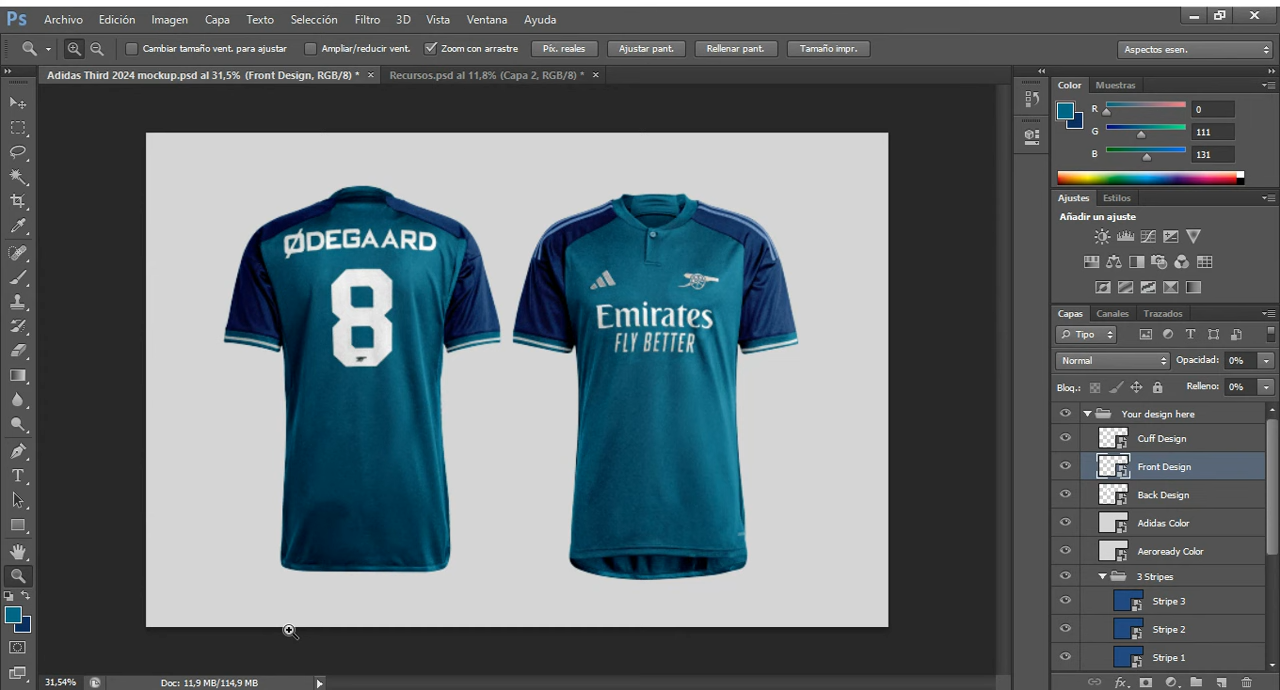 Ps Archivo Edición Imagen Capa Texto Selección Filtro 3D Vista Ventana Ayuda
Cambiar tamaño vent. para ajustar Ampliar/reducir vent. Zoom con arrastre Píx. reales Ajustar pant. Rellenar pant. Tamaño impr. Aspectos esen.
Adidas Third 2024 mockup.psd al 31,5% (Front Design, RGB/8) * × Recursos.psd al 11,8% (Capa 2, RGB/8) * ×
Color Muestras
R 0
G 111
B 131
Ajustes Estilos
Añadir un ajuste
ØDEGAARD
8
Emirates
FLY BETTER
Capas Canales Trazados
Tipo
Normal Opacidad: 0%
Bloq.: Relleno: 0%
Your design here
Cuff Design
Front Design
Back Design
Adidas Color
Aeroready Color
3 Stripes
Stripe 3
Stripe 2
Stripe 1
31,54% Doc: 11,9 MB/114,9 MB